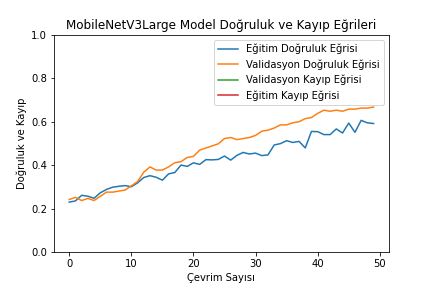 MobileNetV3Large Model Doğruluk ve Kayıp Eğrileri
Eğitim Doğruluk Eğrisi
Validasyon Doğruluk Eğrisi
Validasyon Kayıp Eğrisi
Eğitim Kayıp Eğrisi
Doğruluk ve Kayıp
1.0
0.8
0.6
0.4
0.2
0.0
0 10 20 30 40 50
Çevrim Sayısı